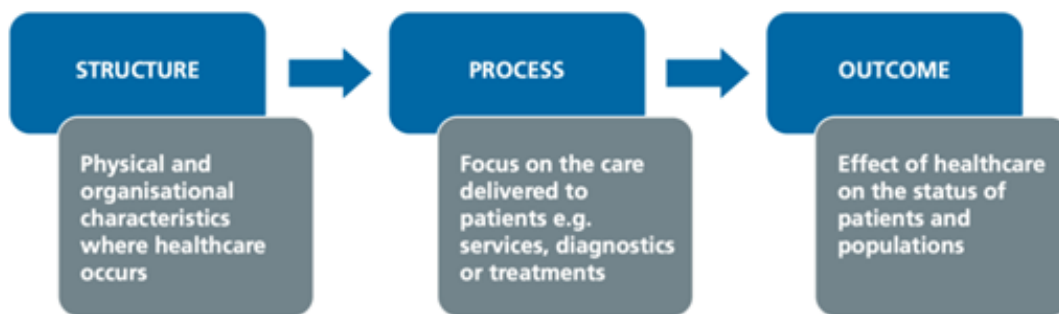 STRUCTURE
Physical and
organisational
characteristics
where healthcare
occurs
PROCESS
Focus on the care
delivered to
patients e.g.
services, diagnostics
or treatments
OUTCOME
Effect of healthcare
on the status of
patients and
populations